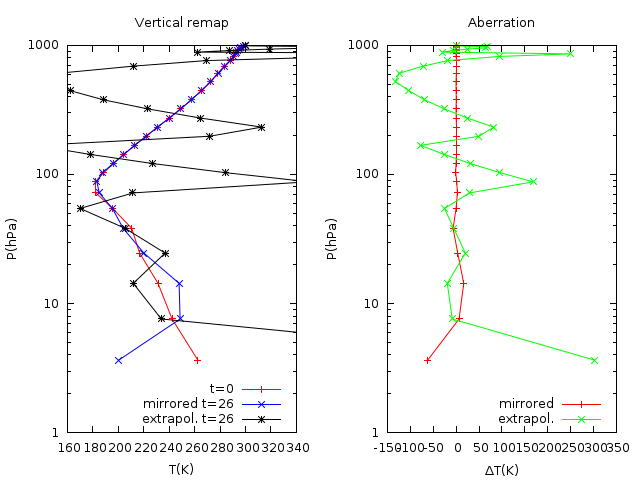 Vertical remap
1000
100
10
1
P(hPa)
t=0
mirrored t=26
extrapol. t=26
160 180 200 220 240 260 280 300 320 340
T(K)
Aberration
1000
100
10
1
P(hPa)
mirrored
extrapol.
-150-100-50 0 50 100 150 200 250 300 350
ΔT(K)